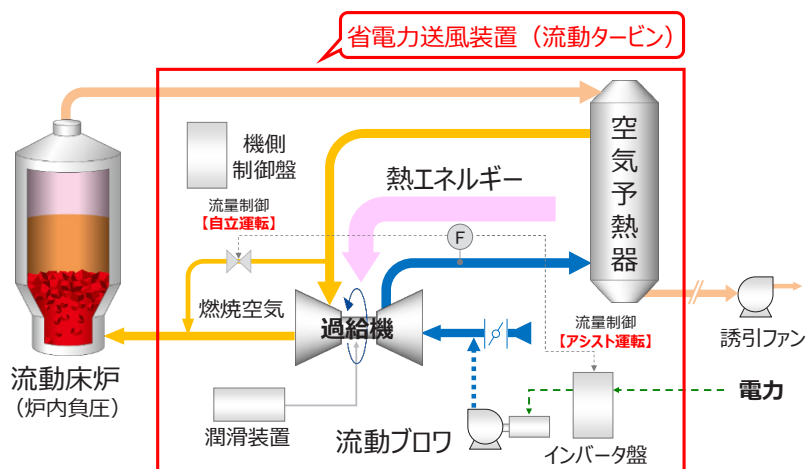 省電力送風装置（流動タービン）
機側
制御盤
空気予熱器
熱エネルギー
流量制御
【自立運転】
F
燃焼空気
過給機
流量制御
【アシスト運転】
誘引ファン
流動床炉
（炉内負圧）
電力
潤滑装置
流動ブロワ
インバータ盤